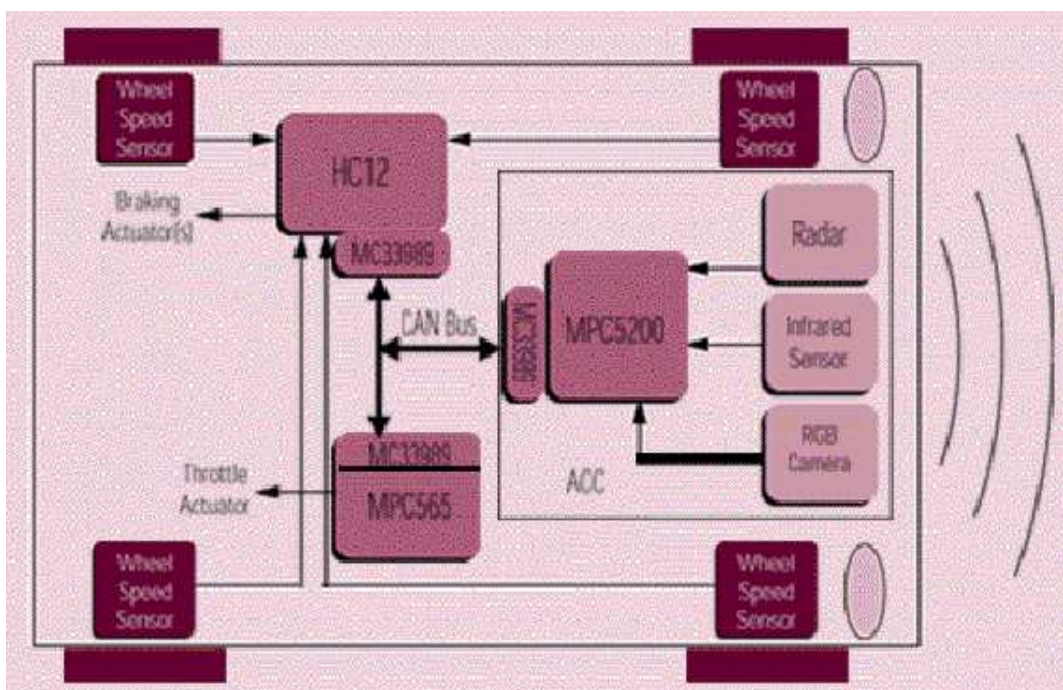 Wheel
Speed
Sensor
Wheel
Speed
Sensor
HC12
Braking
Actuator(s)
MC33989
Radar
CAN Bus
MC33989
MPC5200
Infrared
Sensor
RGB
Camera
ACC
MC33989
MPC565
Throttle
Actuator
Wheel
Speed
Sensor
Wheel
Speed
Sensor